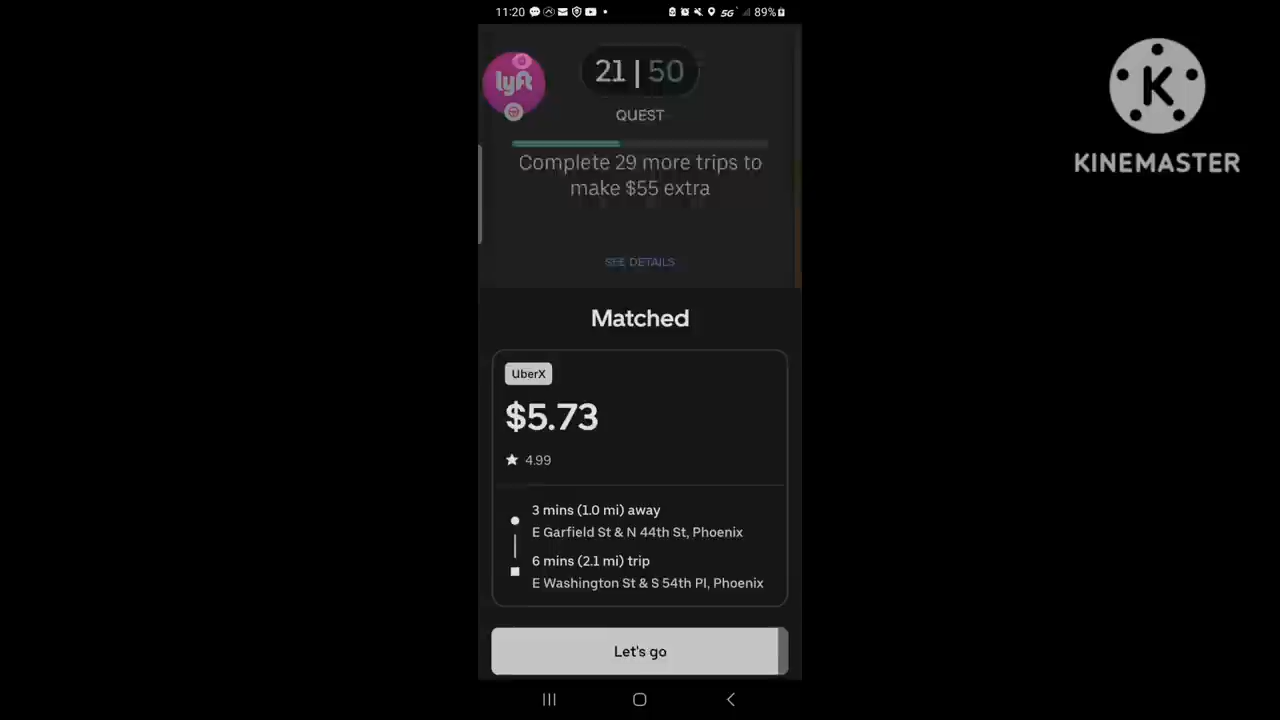 11:20
5G
89%
lyft
21 | 50
QUEST
Complete 29 more trips to
make $55 extra
SEE DETAILS
Matched
UberX
$5.73
4.99
3 mins (1.0 mi) away
E Garfield St & N 44th St, Phoenix
6 mins (2.1 mi) trip
E Washington St & S 54th Pl, Phoenix
Let's go
K
KINEMASTER